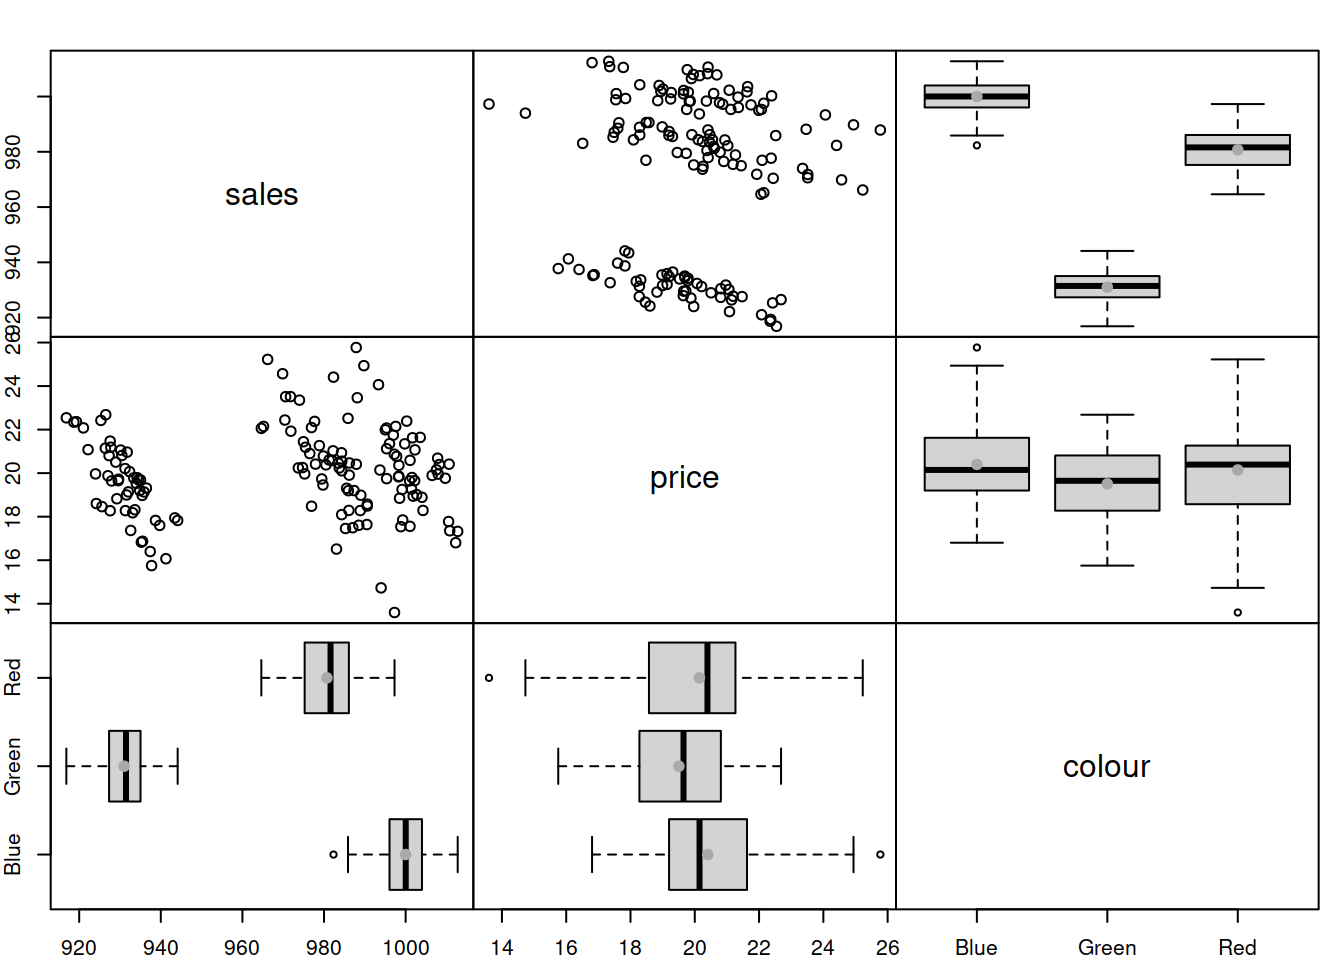 sales
980
960
940
920
price
26
24
22
20
18
16
14
colour
Red
Green
Blue
920 940 960 980 1000
14 16 18 20 22 24 26
Blue Green Red